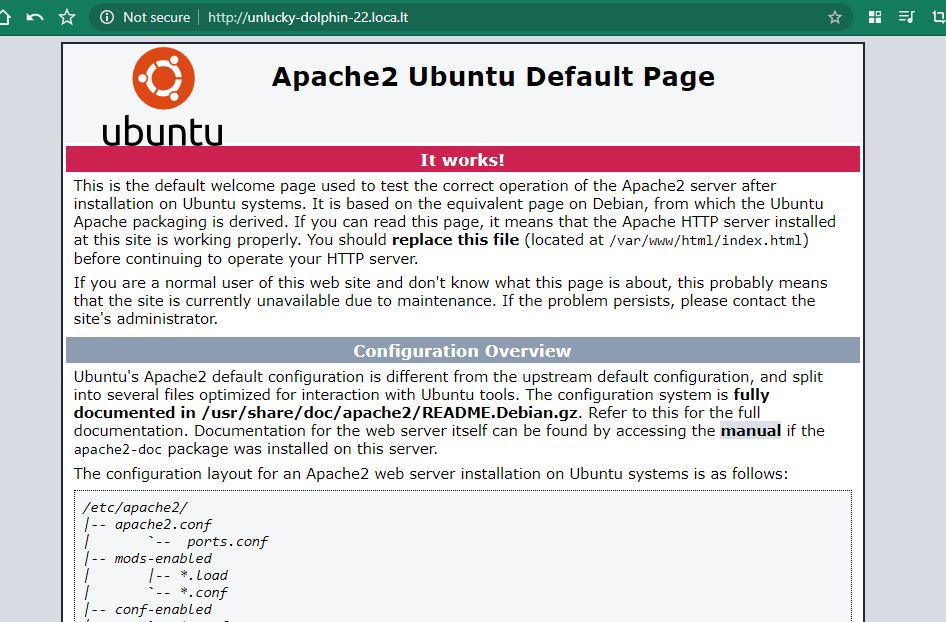 Not secure | http://unlucky-dolphin-22.loca.lt
Apache2 Ubuntu Default Page
ubuntu
It works!
This is the default welcome page used to test the correct operation of the Apache2 server after
installation on Ubuntu systems. It is based on the equivalent page on Debian, from which the Ubuntu
Apache packaging is derived. If you can read this page, it means that the Apache HTTP server installed
at this site is working properly. You should replace this file (located at /var/www/html/index.html)
before continuing to operate your HTTP server.
If you are a normal user of this web site and don't know what this page is about, this probably means
that the site is currently unavailable due to maintenance. If the problem persists, please contact the
site's administrator.
Configuration Overview
Ubuntu's Apache2 default configuration is different from the upstream default configuration, and split
into several files optimized for interaction with Ubuntu tools. The configuration system is fully
documented in /usr/share/doc/apache2/README.Debian.gz. Refer to this for the full
documentation. Documentation for the web server itself can be found by accessing the manual if the
apache2-doc package was installed on this server.
The configuration layout for an Apache2 web server installation on Ubuntu systems is as follows:
/etc/apache2/
|-- apache2.conf
|       `--  ports.conf
|-- mods-enabled
|       |-- *.load
|       `-- *.conf
|-- conf-enabled